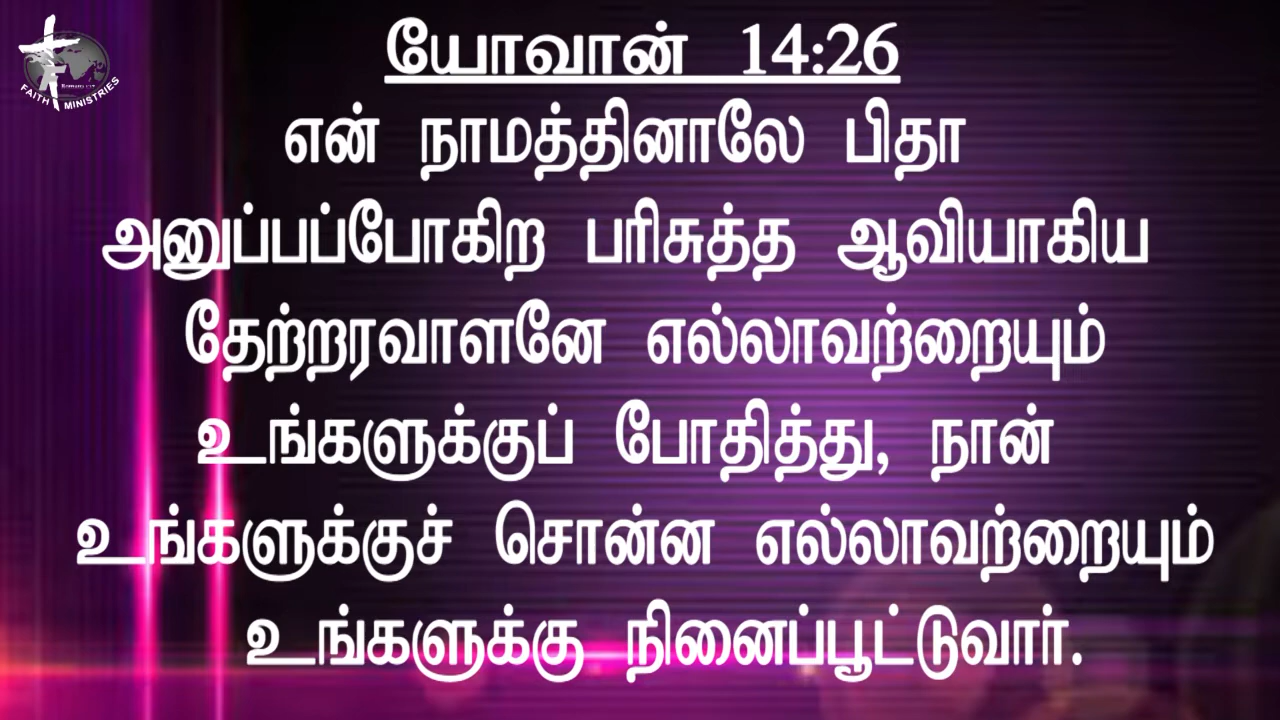 யோவான் 14:26
என் நாமத்தினாலே பிதா
அனுப்பப்போகிற பரிசுத்த ஆவியாகிய
தேற்றரவாளனே எல்லாவற்றையும்
உங்களுக்குப் போதித்து, நான்
உங்களுக்குச் சொன்ன எல்லாவற்றையும்
உங்களுக்கு நினைப்பூட்டுவார்.
FAITH MINISTRIES